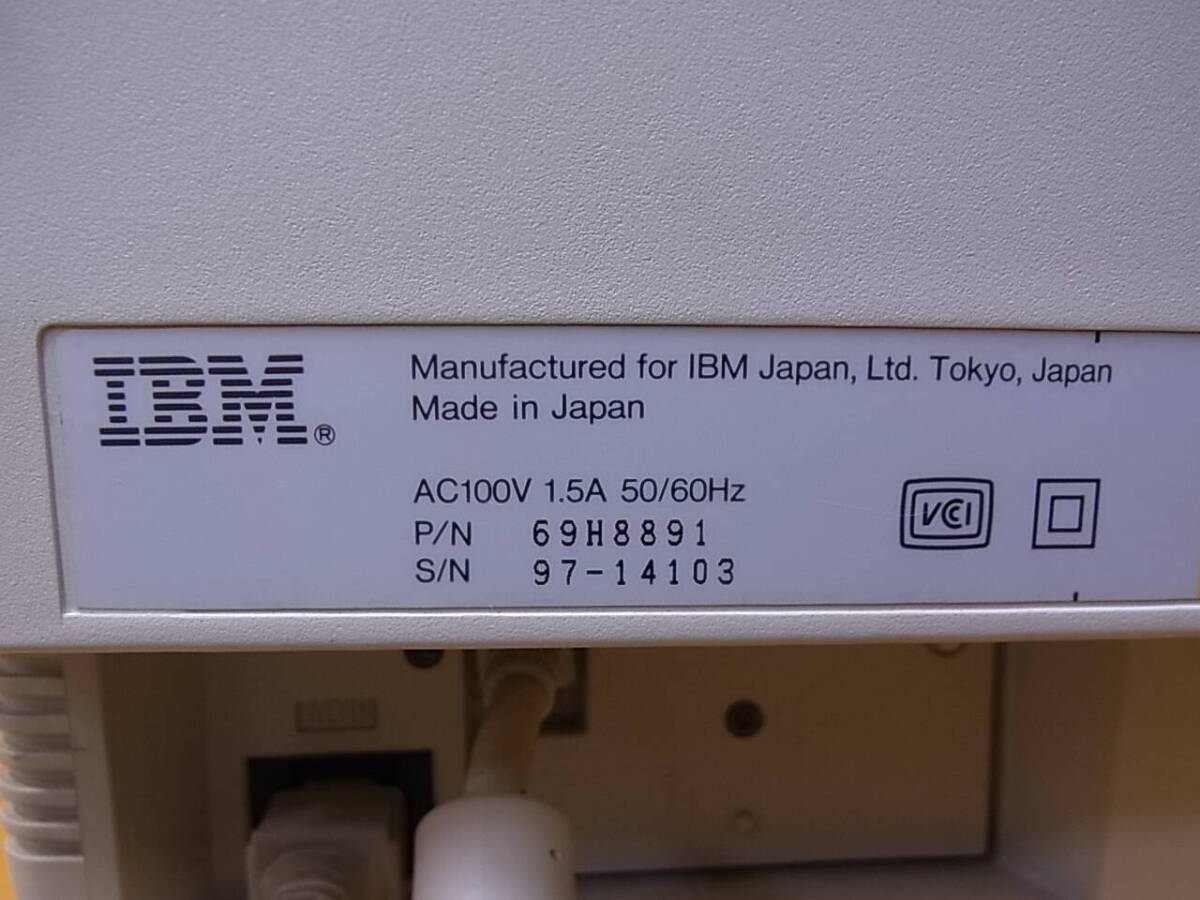 IBM®
Manufactured for IBM Japan, Ltd. Tokyo, Japan
Made in Japan
AC100V 1.5A 50/60Hz
P/N 69H8891
S/N 97-14103
VCCI